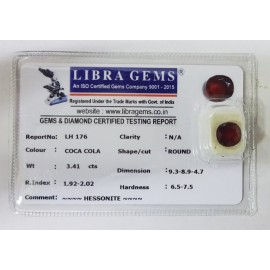 LIBRA GEMS
An ISO Certified Gems Company 9001 - 2015
Registered Under the Trade Marks with Govt. of India
website : www.libragems.co.in
GEMS & DIAMOND CERTIFIED TESTING REPORT
ReportNo: LH 176 Clarity N/A
Colour COCA COLA Shape/cut: ROUND
Wt 3.41 cts Dimension 9.3-8.9-4.7
R.Index 1.92-2.02 Hardness 6.5-7.5
Comment ~~~~ HESSONITE ~~~~